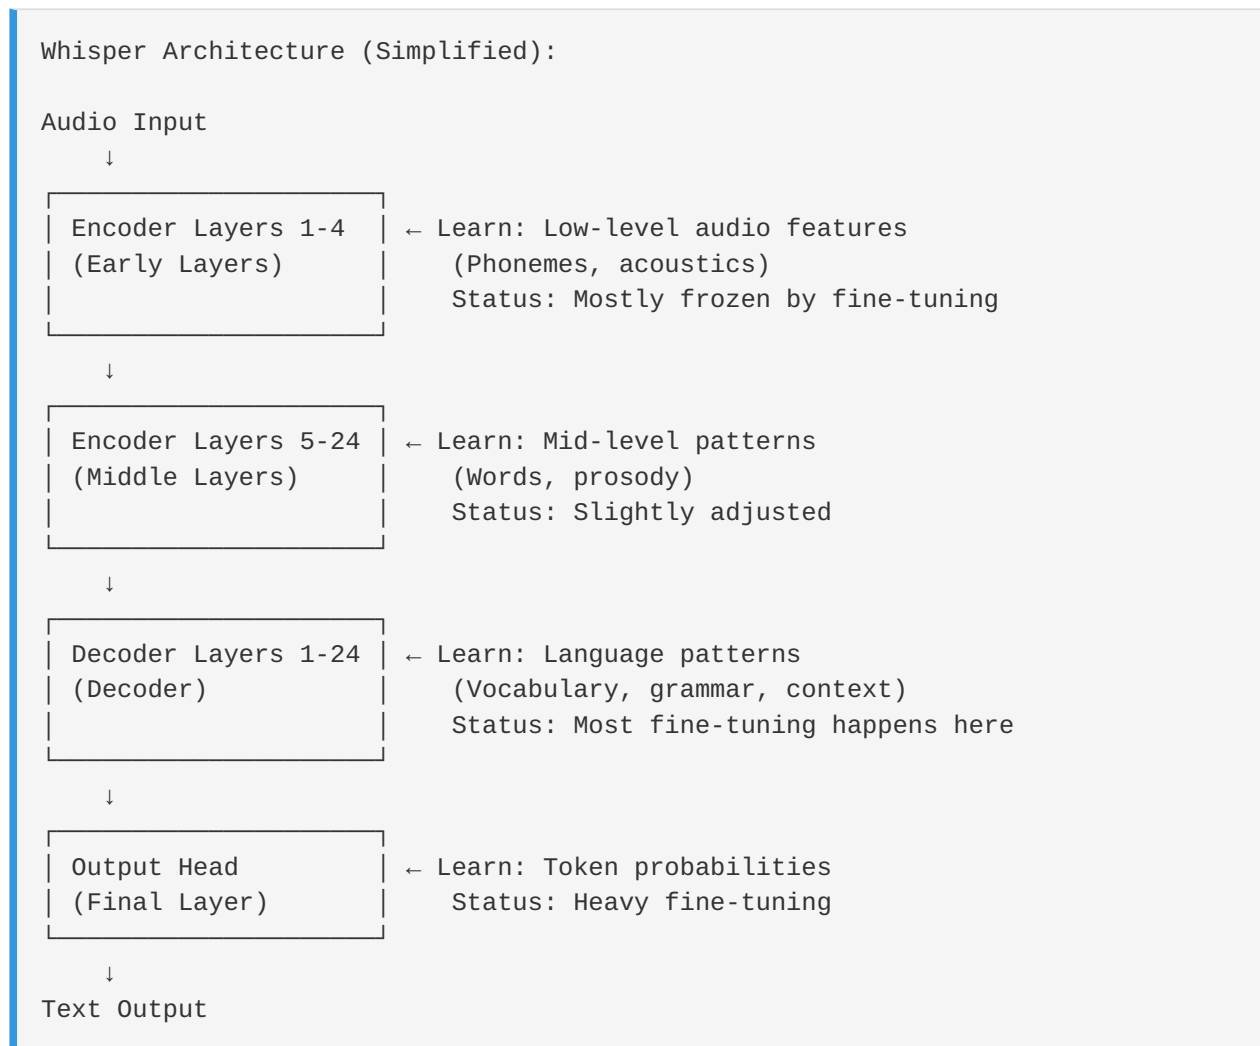 Whisper Architecture (Simplified):
Audio Input
↓
Encoder Layers 1-4 ← Learn: Low-level audio features
(Early Layers) (Phonemes, acoustics)
Status: Mostly frozen by fine-tuning
↓
Encoder Layers 5-24 ← Learn: Mid-level patterns
(Middle Layers) (Words, prosody)
Status: Slightly adjusted
↓
Decoder Layers 1-24 ← Learn: Language patterns
(Decoder) (Vocabulary, grammar, context)
Status: Most fine-tuning happens here
↓
Output Head ← Learn: Token probabilities
(Final Layer) Status: Heavy fine-tuning
↓
Text Output